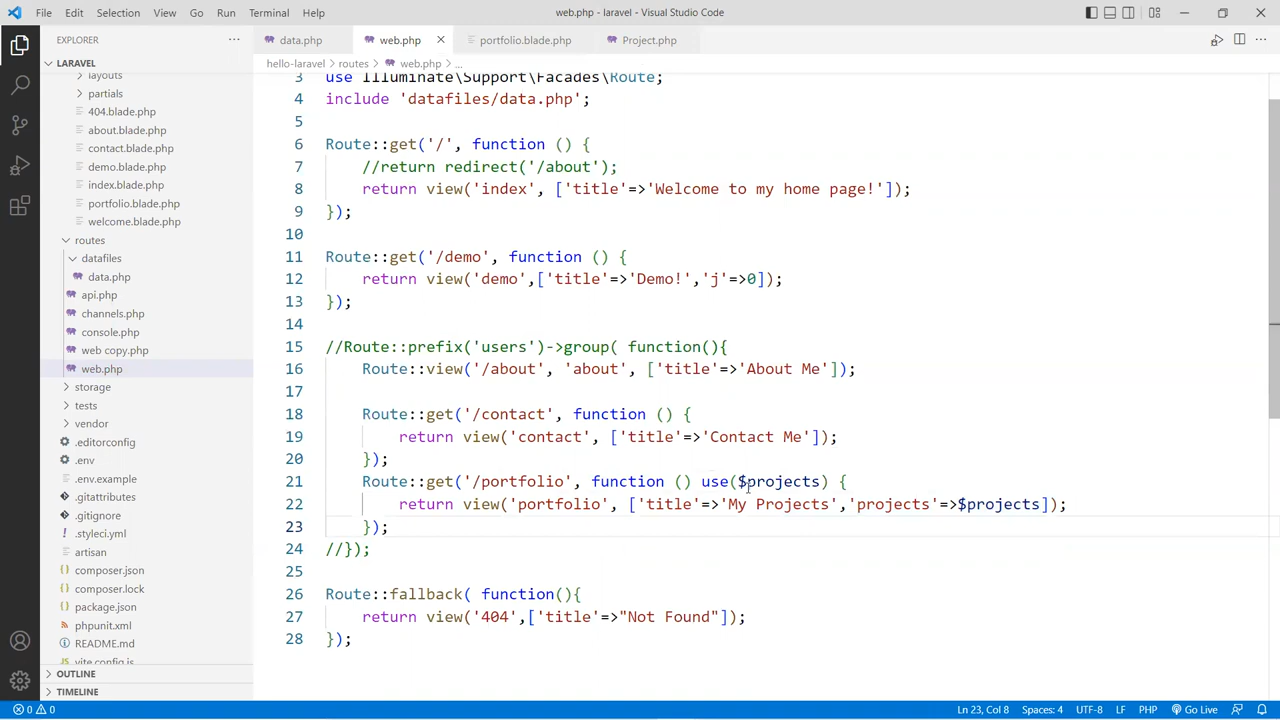 File Edit Selection View Go Run Terminal Help
web.php - laravel - Visual Studio Code
EXPLORER
LARAVEL
layouts
partials
404.blade.php
about.blade.php
contact.blade.php
demo.blade.php
index.blade.php
portfolio.blade.php
welcome.blade.php
routes
datafiles
data.php
api.php
channels.php
console.php
web copy.php
web.php
storage
tests
vendor
.editorconfig
.env
.env.example
.gitattributes
.gitignore
.styleci.yml
artisan
composer.json
composer.lock
package.json
phpunit.xml
README.md
vite.config.js
OUTLINE
TIMELINE
data.php web.php portfolio.blade.php Project.php
hello-laravel > routes > web.php > ...
3 use Illuminate\Support\Facades\Route;
4 include 'datafiles/data.php';
5
6 Route::get('/', function () {
7 //return redirect('/about');
8 return view('index', ['title'=>'Welcome to my home page!']);
9 });
10
11 Route::get('/demo', function () {
12 return view('demo',['title'=>'Demo!','j'=>0]);
13 });
14
15 //Route::prefix('users')->group( function(){
16 Route::view('/about', 'about', ['title'=>'About Me']);
17
18 Route::get('/contact', function () {
19 return view('contact', ['title'=>'Contact Me']);
20 });
21 Route::get('/portfolio', function () use($projects) {
22 return view('portfolio', ['title'=>'My Projects','projects'=>$projects]);
23 });
24 //});
25
26 Route::fallback( function(){
27 return view('404',['title'=>"Not Found"]);
28 });
0 0 Ln 23, Col 8 Spaces: 4 UTF-8 LF PHP Go Live